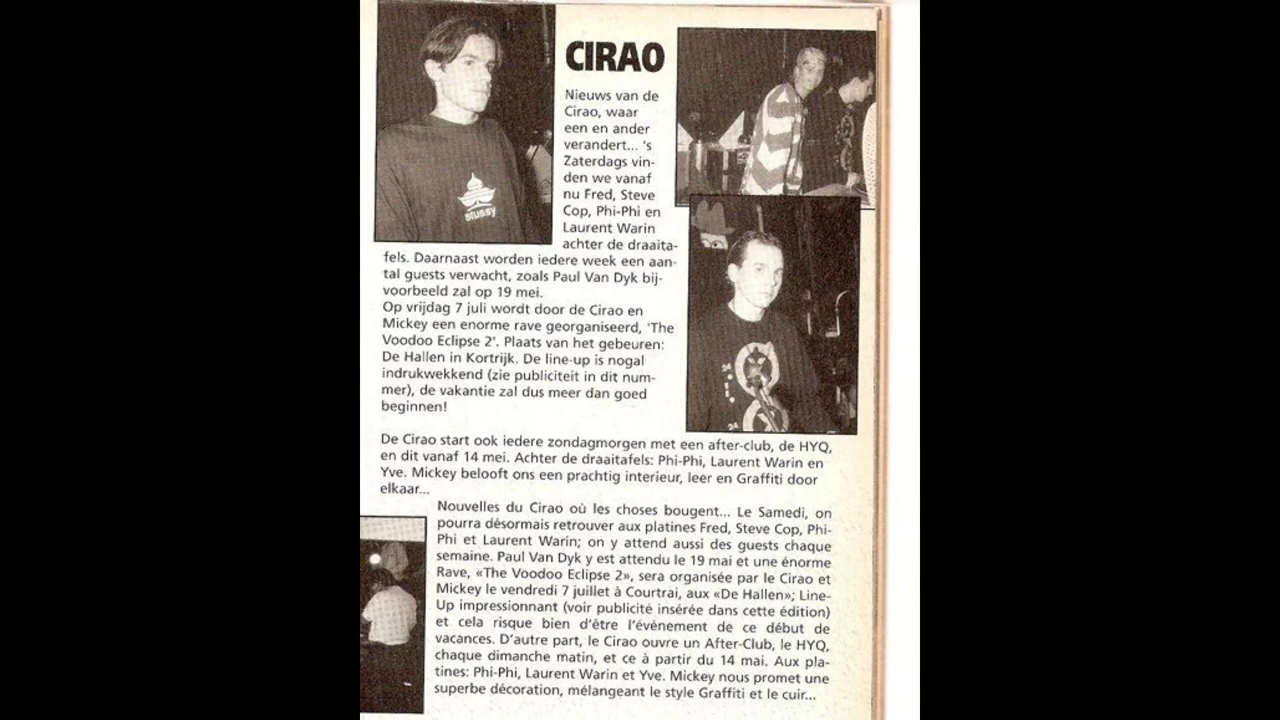 CIRAO
Nieuws van de
Cirao, waar
een en ander
verandert... 's
Zaterdags vin-
den we vanaf
nu Fred, Steve
Cop, Phi-Phi en
Laurent Warin
achter de draaita-
fels. Daarnaast worden iedere week een aan-
tal guests verwacht, zoals Paul Van Dyk bij-
voorbeeld zal op 19 mei.
Op vrijdag 7 juli wordt door de Cirao en
Mickey een enorme rave georganiseerd, 'The
Voodoo Eclipse 2'. Plaats van het gebeuren:
De Hallen in Kortrijk. De line-up is nogal
indrukwekkend (zie publiciteit in dit num-
mer), de vakantie zal dus meer dan goed
beginnen!
De Cirao start ook iedere zondagmorgen met een after-club, de HYQ,
en dit vanaf 14 mei. Achter de draaitafels: Phi-Phi, Laurent Warin en
Yve. Mickey belooft ons een prachtig interieur, leer en Graffiti door
elkaar...
Nouvelles du Cirao où les choses bougent... Le Samedi, on
pourra désormais retrouver aux platines Fred, Steve Cop, Phi-
Phi et Laurent Warin; on y attend aussi des guests chaque
semaine. Paul Van Dyk y est attendu le 19 mai et une énorme
Rave, «The Voodoo Eclipse 2», sera organisée par le Cirao et
Mickey le vendredi 7 juillet à Courtrai, aux «De Hallen»; Line-
Up impressionnant (voir publicité insérée dans cette édition)
et cela risque bien d'être l'événement de ce début de
vacances. D'autre part, le Cirao ouvre un After-Club, le HYQ,
chaque dimanche matin, et ce à partir du 14 mai. Aux pla-
tines: Phi-Phi, Laurent Warin et Yve. Mickey nous promet une
superbe décoration, mélangeant le style Graffiti et le cuir...
stussy